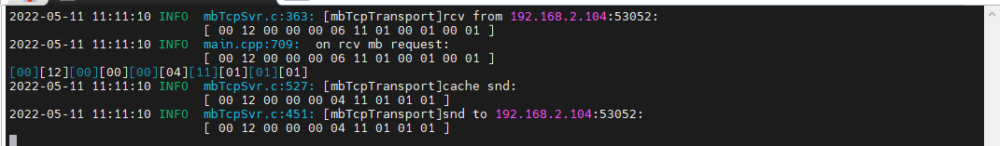 2022-05-11 11:11:10 INFO  mbTcpSvr.c:363: [mbTcpTransport]rcv from 192.168.2.104:53052:
[ 00 12 00 00 00 06 11 01 00 01 00 01 ]
2022-05-11 11:11:10 INFO  main.cpp:709:  on rcv mb request:
[ 00 12 00 00 00 06 11 01 00 01 00 01 ]
[00][12][00][00][00][04][11][01][01][01]
2022-05-11 11:11:10 INFO  mbTcpSvr.c:527: [mbTcpTransport]cache snd:
[ 00 12 00 00 00 04 11 01 01 01 ]
2022-05-11 11:11:10 INFO  mbTcpSvr.c:451: [mbTcpTransport]snd to 192.168.2.104:53052:
[ 00 12 00 00 00 04 11 01 01 01 ]